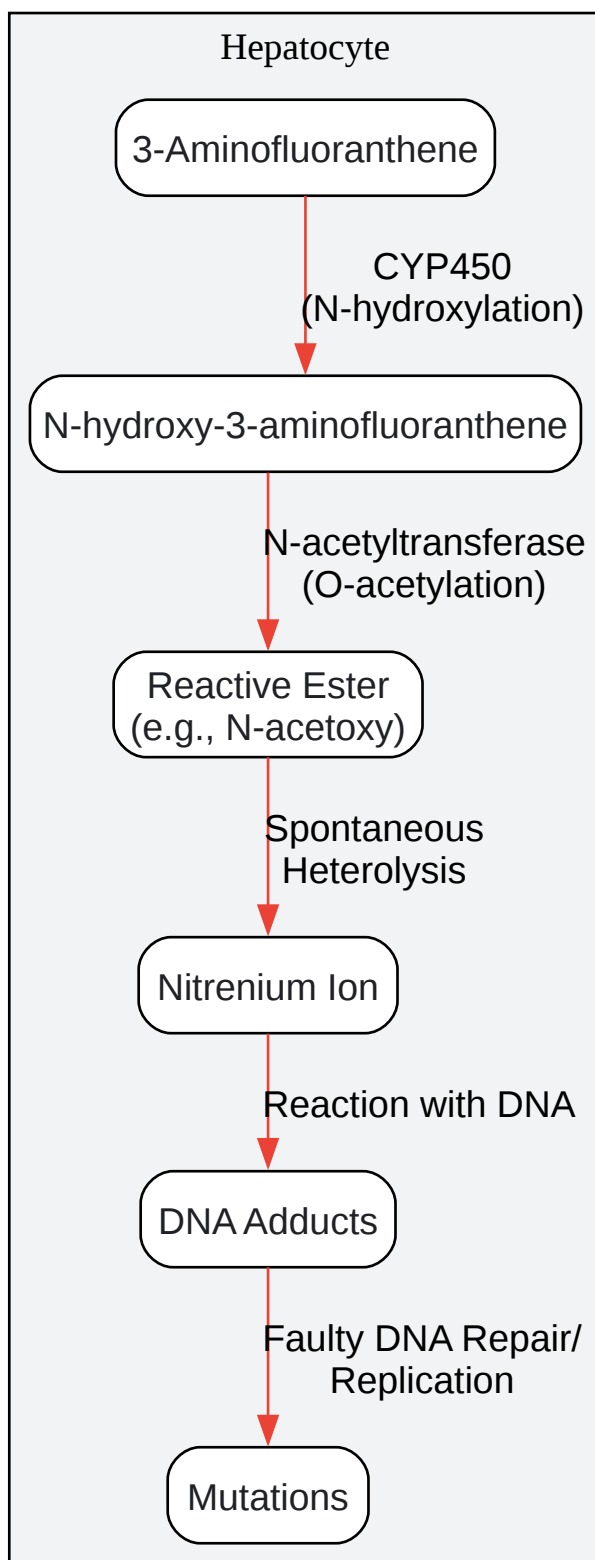 Hepatocyte
3-Aminofluoranthene
CYP450
(N-hydroxylation)
N-hydroxy-3-aminofluoranthene
N-acetyltransferase
(O-acetylation)
Reactive Ester
(e.g., N-acetoxy)
Spontaneous
Heterolysis
Nitrenium Ion
Reaction with DNA
DNA Adducts
Faulty DNA Repair/
Replication
Mutations